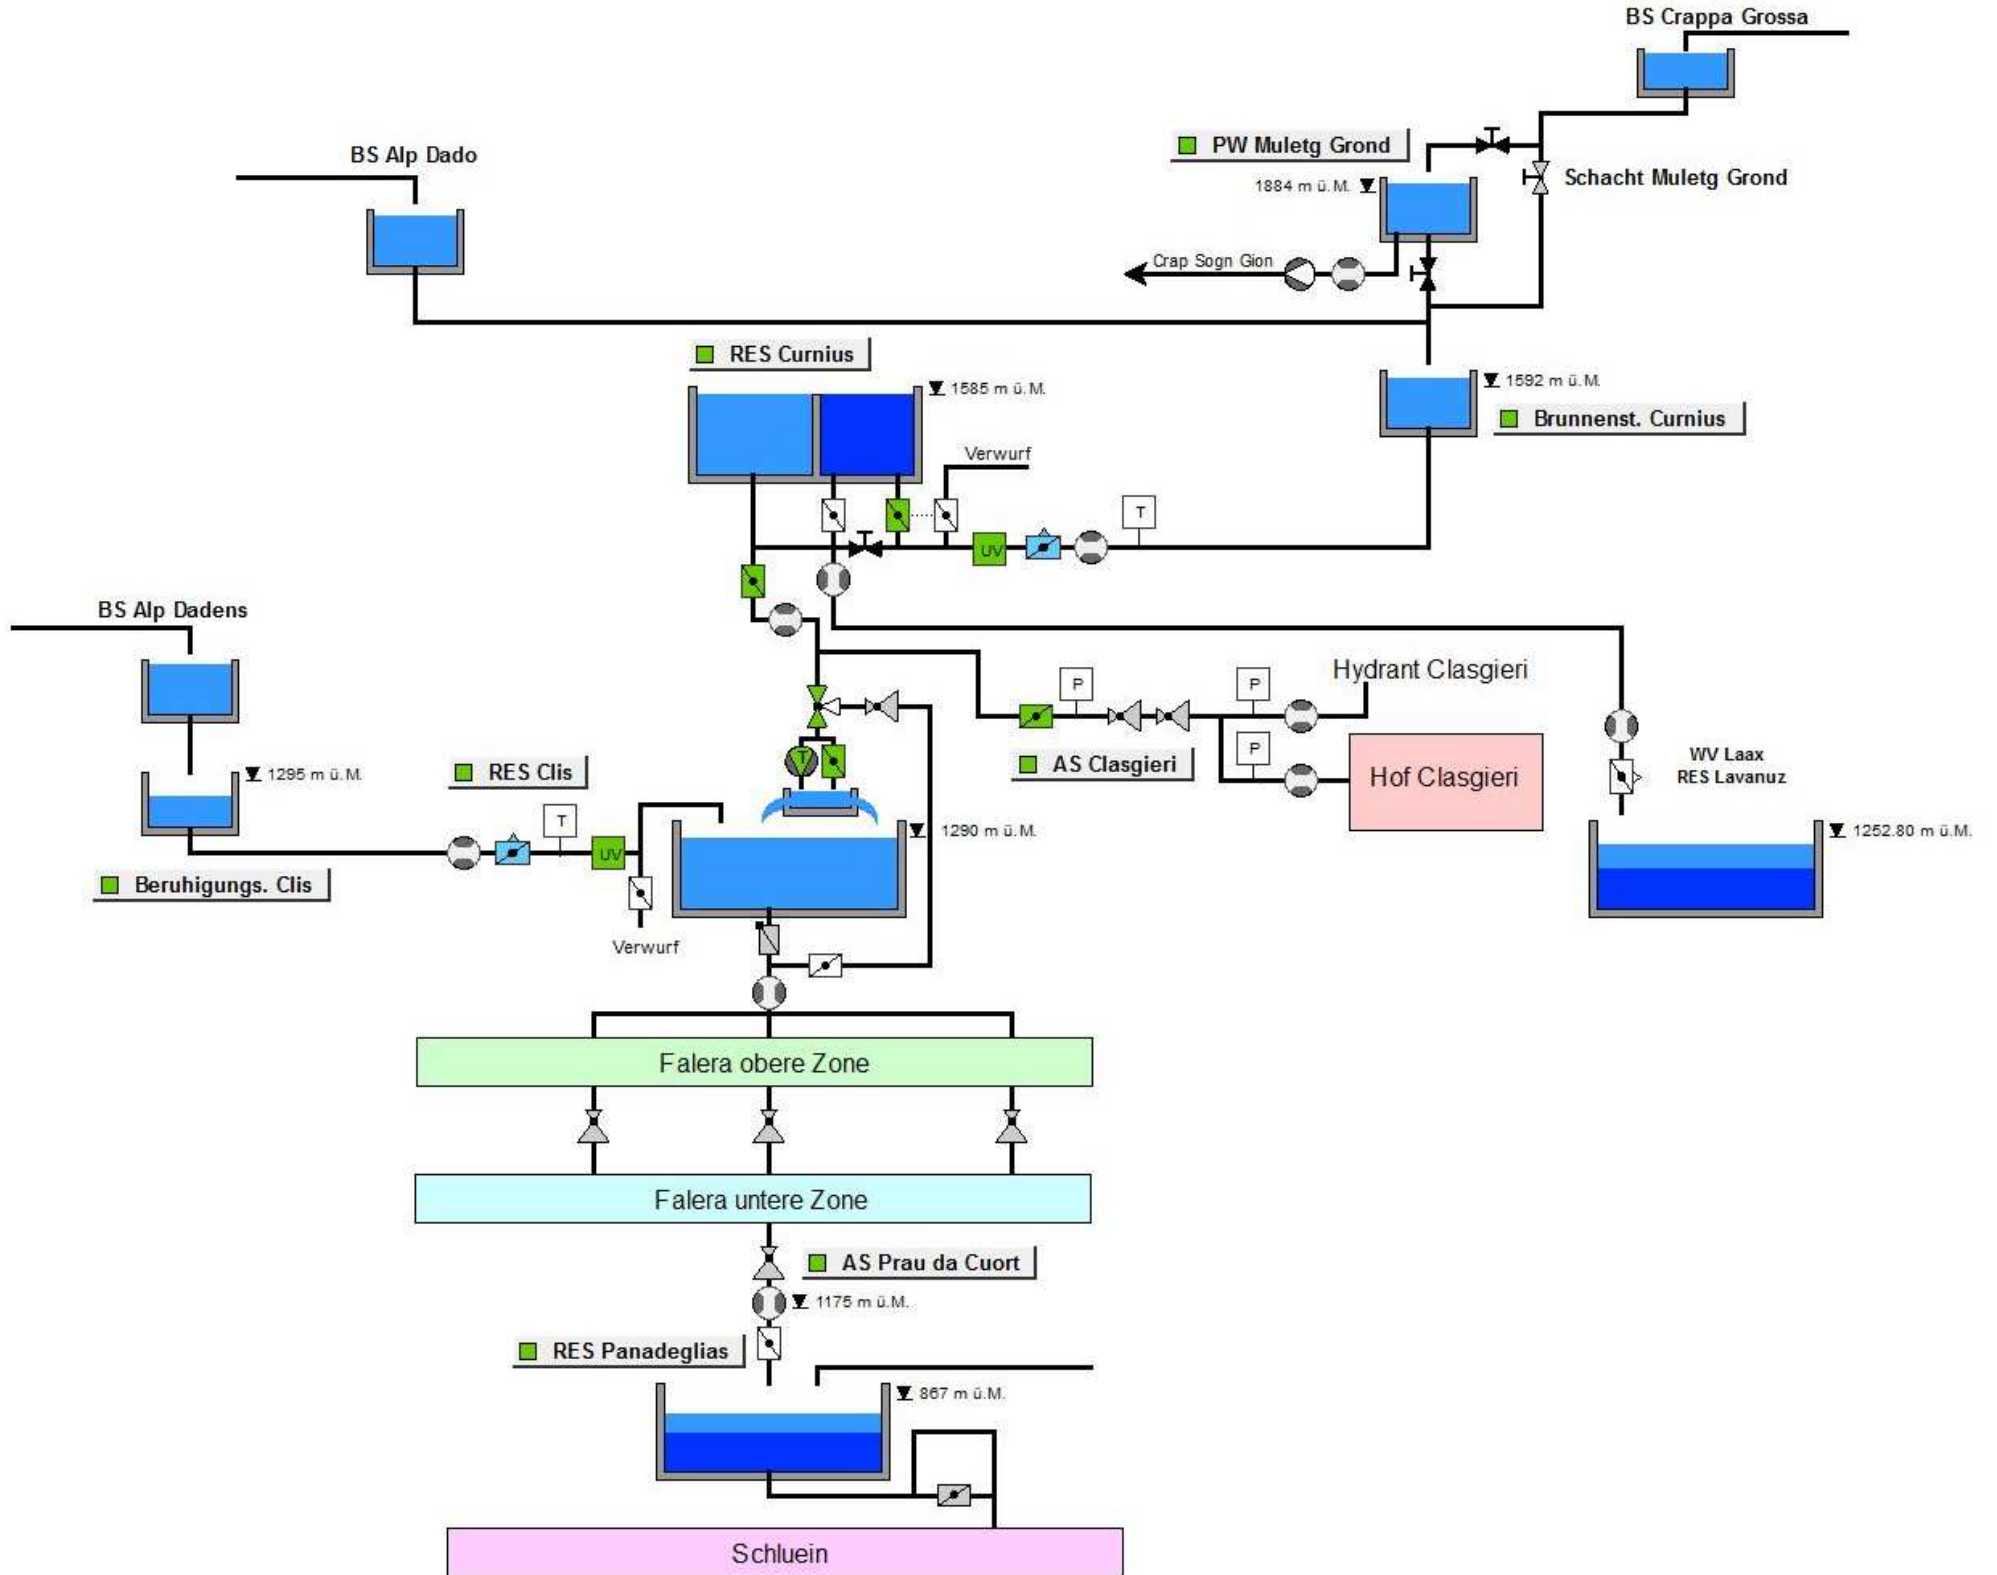 BS Crappa Grossa
PW Muletg Grond
BS Alp Dado
Schacht Muletg Grond
1884 m ü. M.
Crap Sogn Gion
RES Curnius
1592 m ü. M.
1585 m ü. M.
Brunnenst. Curnius
Verwurf
T
UV
BS Alp Dadens
Hydrant Clasgieri
P
P
P
WV Laax
RES Lavanuz
AS Clasgieri
Hof Clasgieri
T
RES Clis
1295 m ü. M.
1290 m ü. M.
1252.80 m ü. M.
T
UV
Beruhigungs. Clis
Verwurf
Falera obere Zone
Falera untere Zone
AS Prau da Cuort
1175 m ü. M.
RES Panadeglias
867 m ü. M.
Schluein